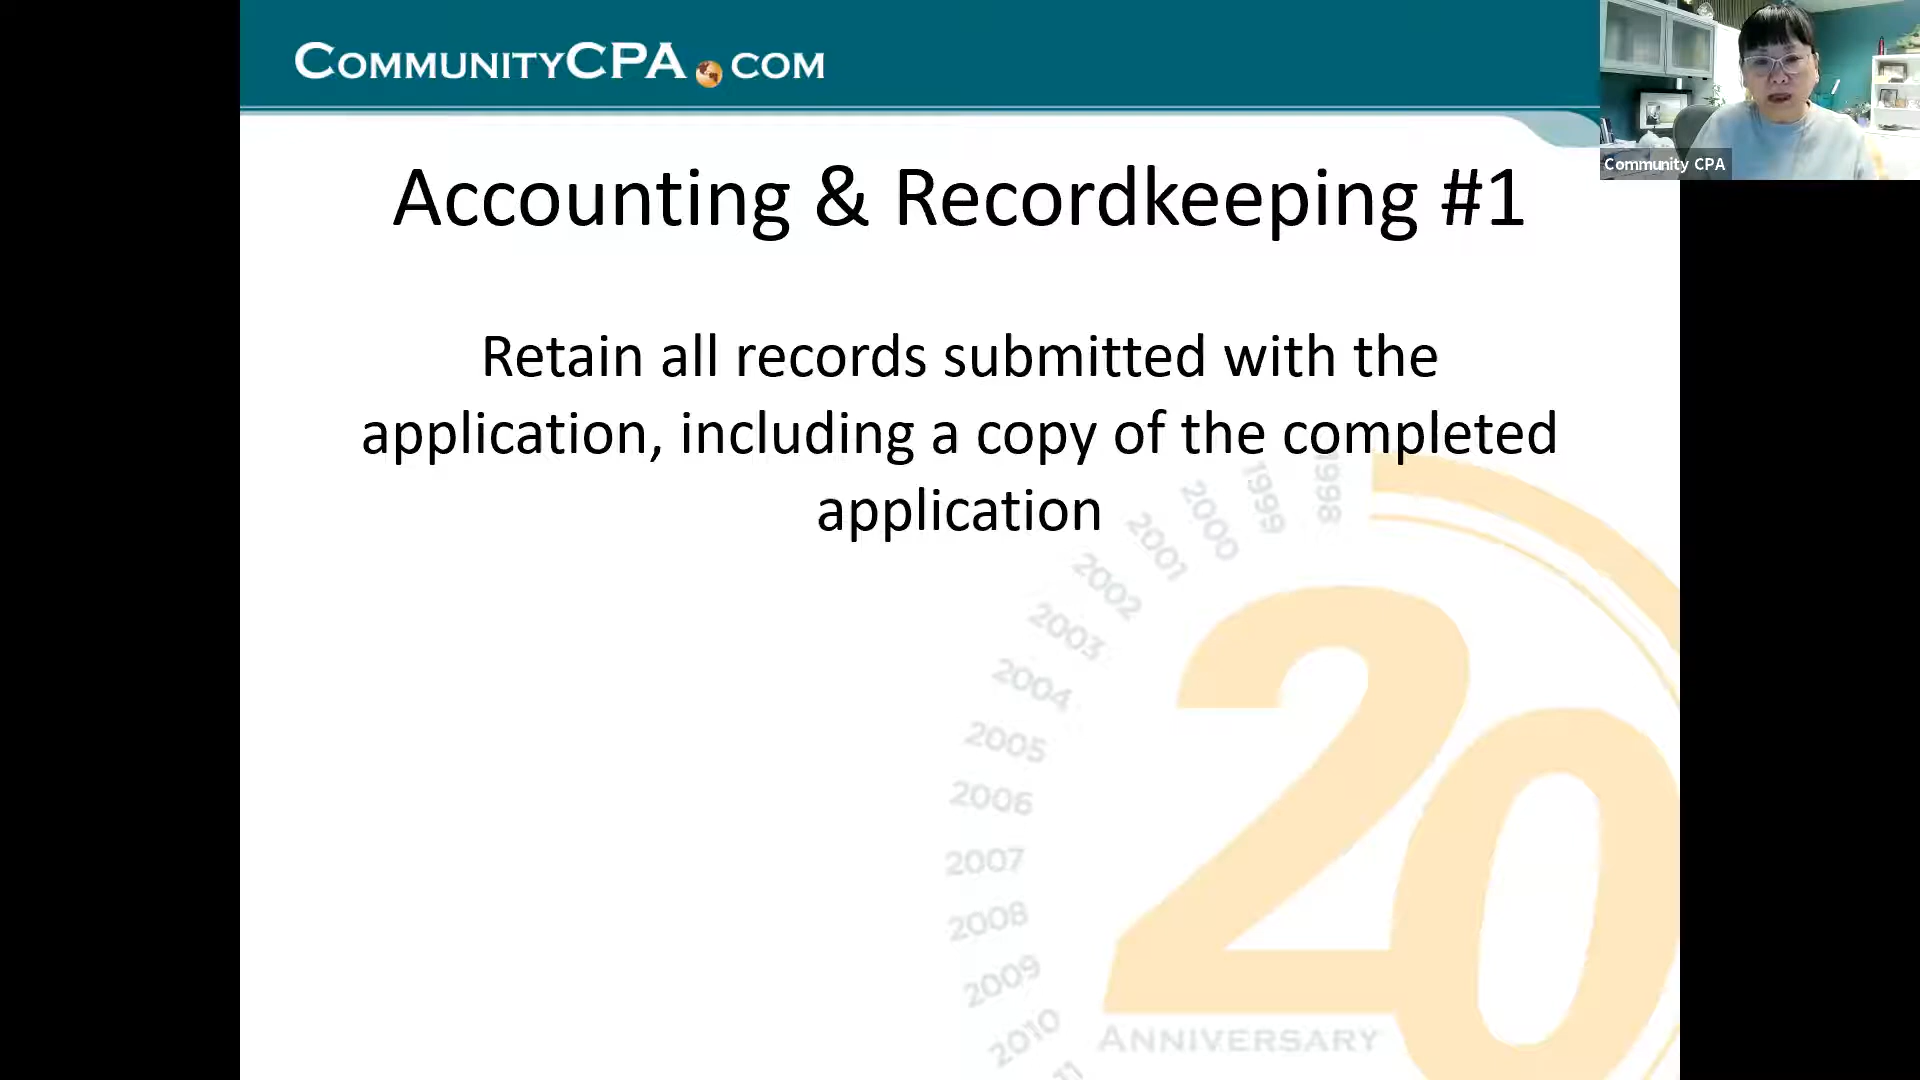 COMMUNITYCPA.COM
Community CPA
Accounting & Recordkeeping #1
Retain all records submitted with the
application, including a copy of the completed
application
1998
1999
2000
2001
2002
2003
2004
2005
2006
2007
2008
2009
2010
20
ANNIVERSARY